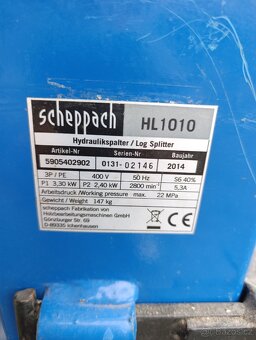 scheppach HL1010
Hydraulikspalter / Log Splitter
Artikel-Nr Serien-Nr Baujahr
5905402902 0131-02146 2014
3P / PE 400 V 50 Hz S6 40%
P1 3,30 kW P2 2,40 kW 2800 min⁻¹ 5,3A
Arbeitsdruck / Working pressure max. 22 MPa
Gewicht / Weight 147 kg
scheppach Fabrikation von
Holzbearbeitungsmaschinen GmbH
Günzburger Str. 69
D-89335 Ichenhausen
CE